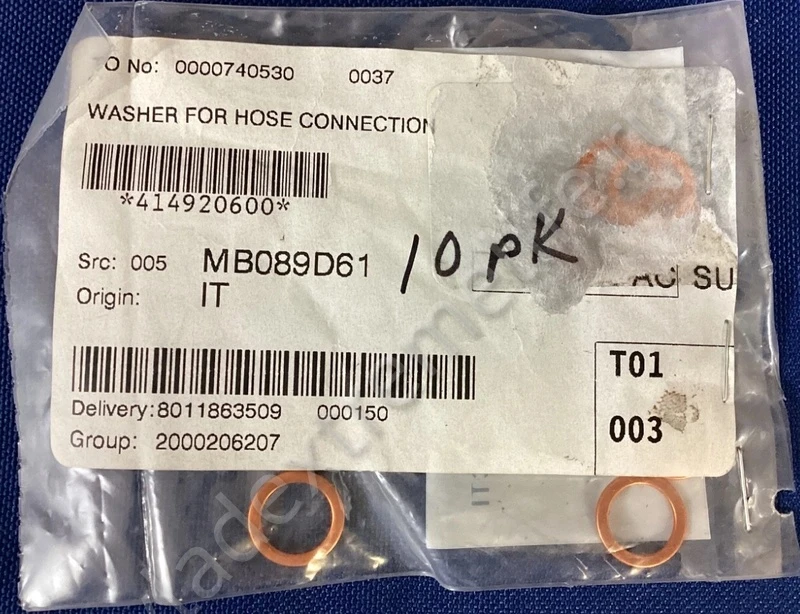 O No: 0000740530 0037
WASHER FOR HOSE CONNECTION
*414920600*
Src: 005 MB089D61
10 pK
Origin: IT
AC SU
T01
Delivery:8011863509 000150
003
Group: 2000206207